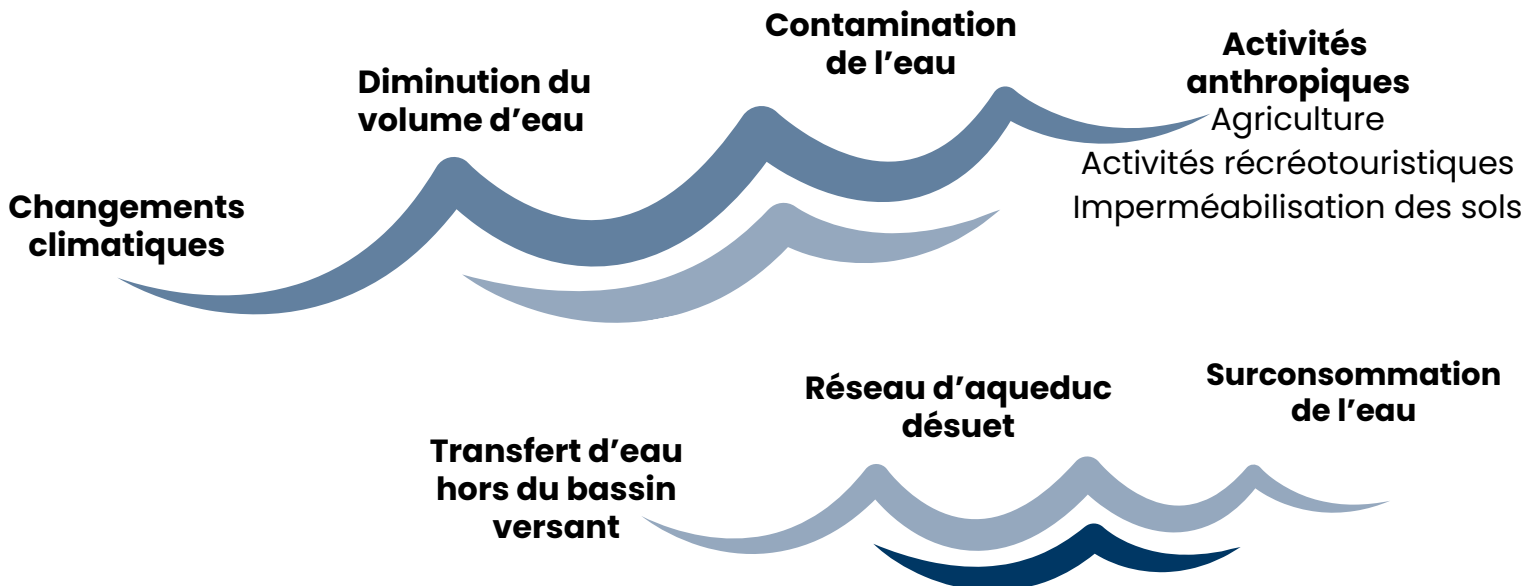 Changements
climatiques
Diminution du
volume d’eau
Contamination
de l’eau
Activités
anthropiques
Agriculture
Activités récréotouristiques
Imperméabilisation des sols
Transfert d’eau
hors du bassin
versant
Réseau d’aqueduc
désuet
Surconsommation
de l’eau